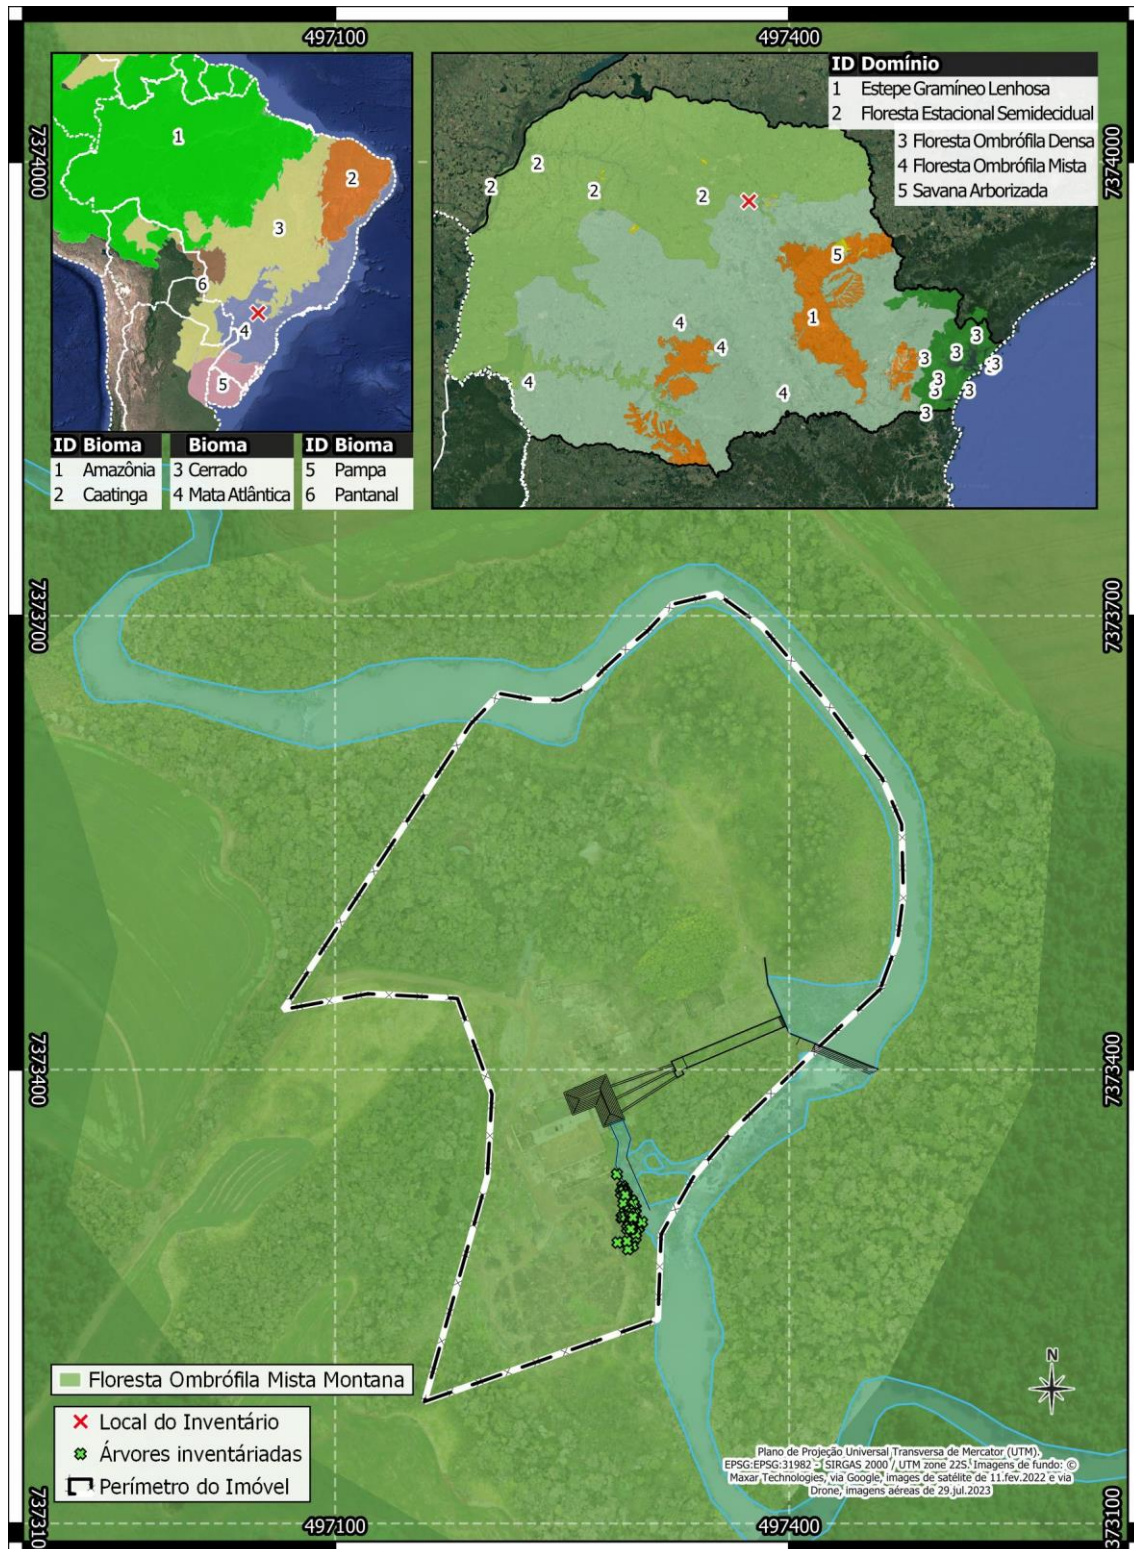 497100
497400
ID Domínio
1 Estepe Gramíneo Lenhosa
2 Floresta Estacional Semidecidual
3 Floresta Ombrófila Densa
4 Floresta Ombrófila Mista
5 Savana Arborizada
7374000
7374000
1
2
3
6
4
5
2
2
2
2
2
5
1
4
4
4
4
3
3
3
3
3
3
3
3
ID Bioma
1 Amazônia
2 Caatinga
Bioma
3 Cerrado
4 Mata Atlântica
ID Bioma
5 Pampa
6 Pantanal
7373700
7373700
7373400
7373400
Floresta Ombrófila Mista Montana
Local do Inventário
Árvores inventáriadas
Perímetro do Imóvel
N
Plano de Projeção Universal Transversa de Mercator (UTM).
EPSG:EPSG:31982 - SIRGAS 2000 / UTM zone 22S. Imagens de fundo: ©
Maxar Technologies, via Google, imagens de satélite de 11.fev.2022 e via
Drone, imagens aéreas de 29.jul.2023
737310
373100
497100
497400